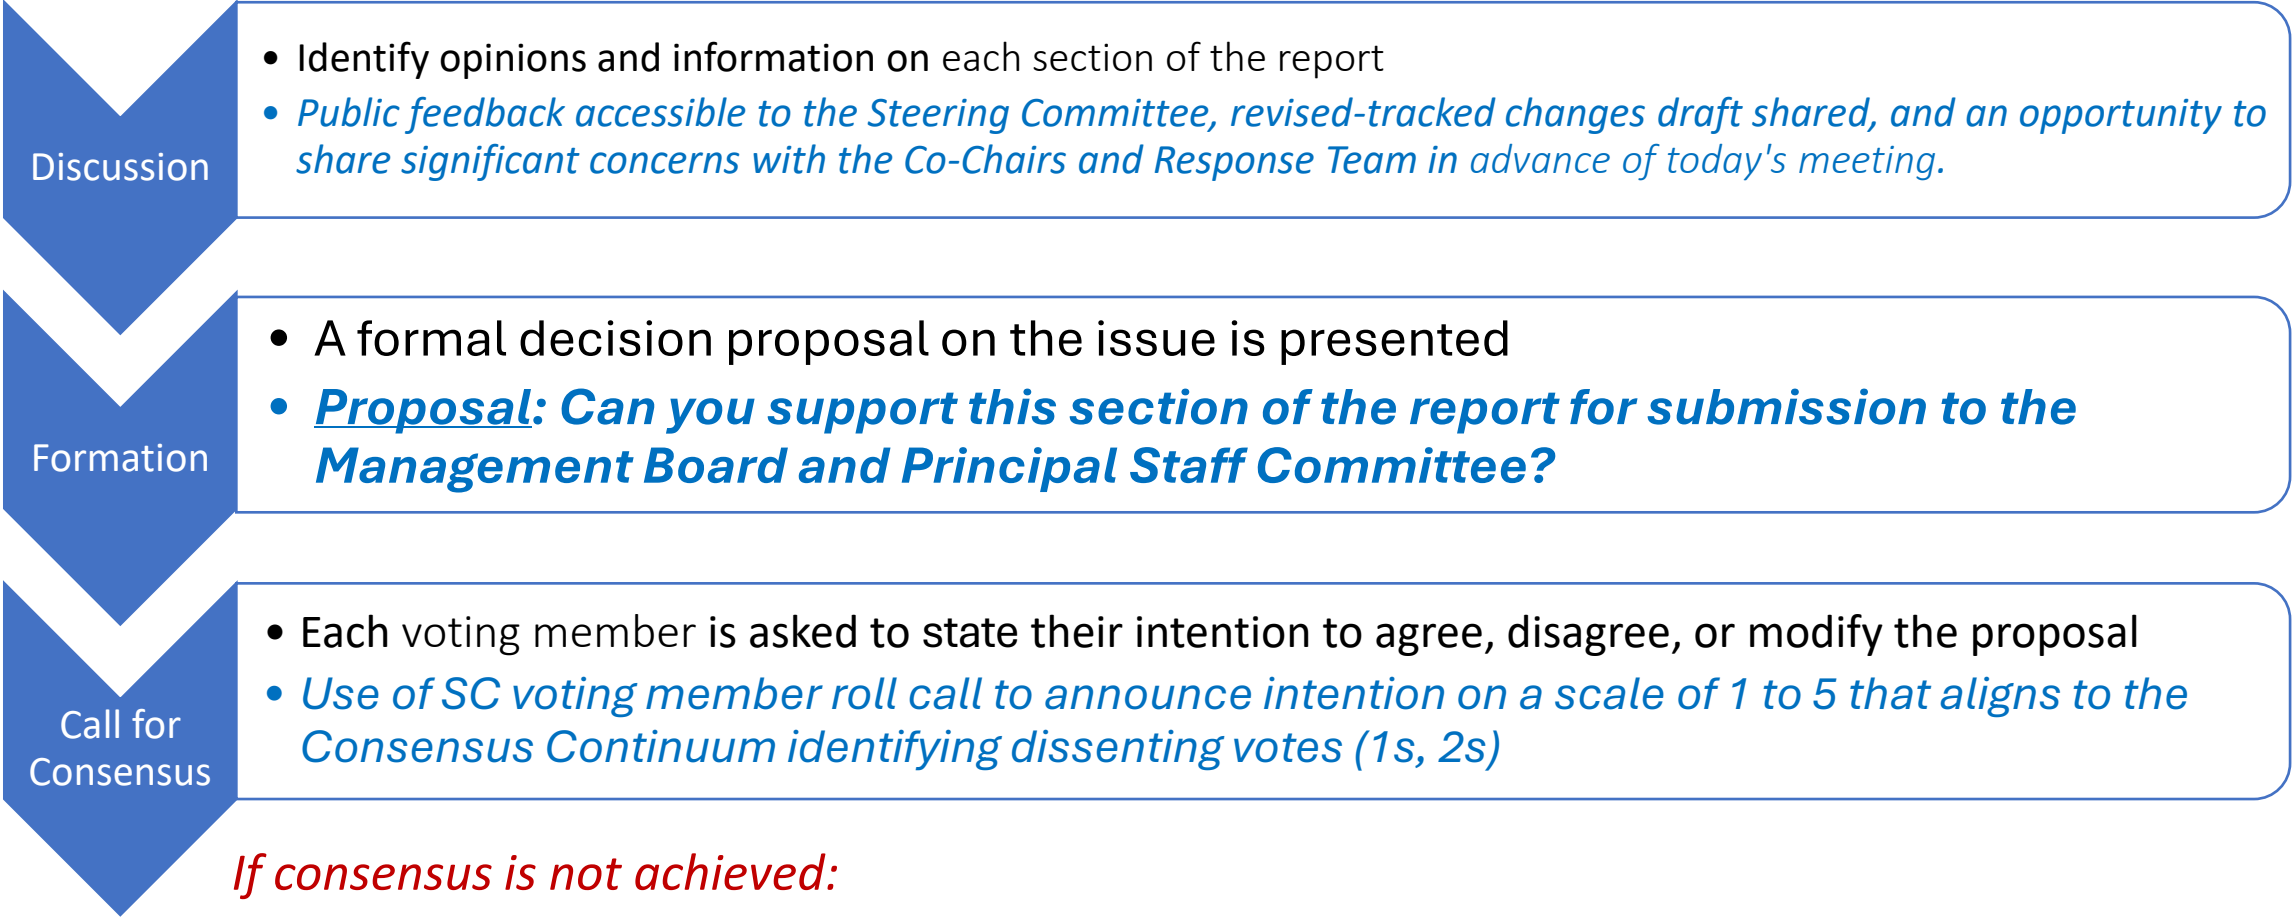 Discussion
• Identify opinions and information on each section of the report
• Public feedback accessible to the Steering Committee, revised-tracked changes draft shared, and an opportunity to
share significant concerns with the Co-Chairs and Response Team in advance of today's meeting.
Formation
• A formal decision proposal on the issue is presented
• Proposal: Can you support this section of the report for submission to the
Management Board and Principal Staff Committee?
Call for
Consensus
• Each voting member is asked to state their intention to agree, disagree, or modify the proposal
• Use of SC voting member roll call to announce intention on a scale of 1 to 5 that aligns to the
Consensus Continuum identifying dissenting votes (1s, 2s)
If consensus is not achieved: